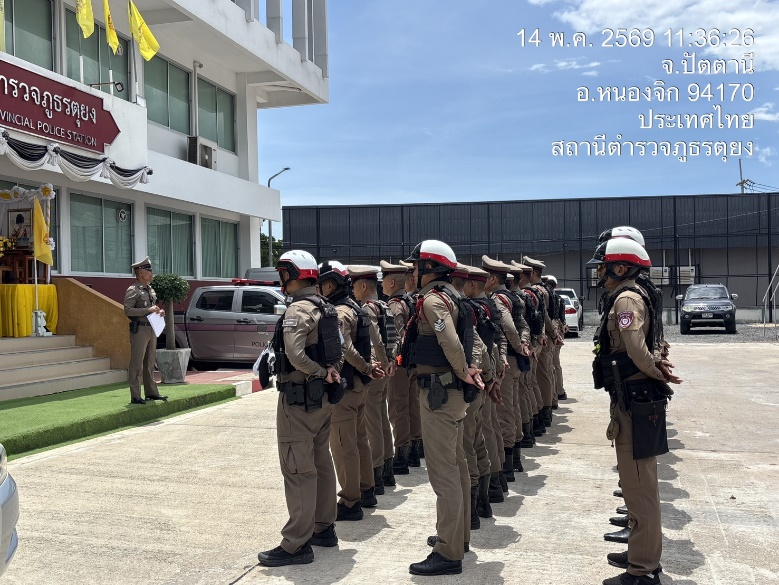 14 พ.ค. 2569 11:36:26
จ.ปัตตานี
อ.หนองจิก 94170
ประเทศไทย
สถานีตำรวจภูธรตุยง
ตำรวจภูธรตุยง
VINCIAL POLICE STATION